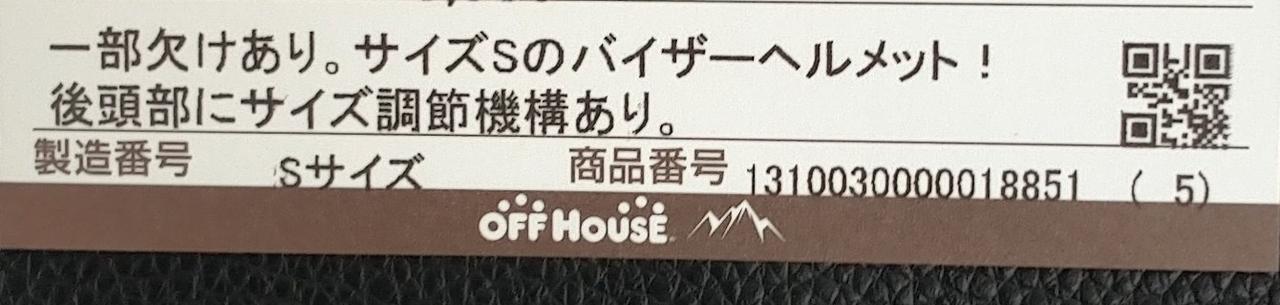 一部欠けあり。サイズSのバイザーヘルメット！
後頭部にサイズ調節機構あり。
製造番号 Sサイズ 商品番号 1310030000018851 ( 5)
OFF HOUSE